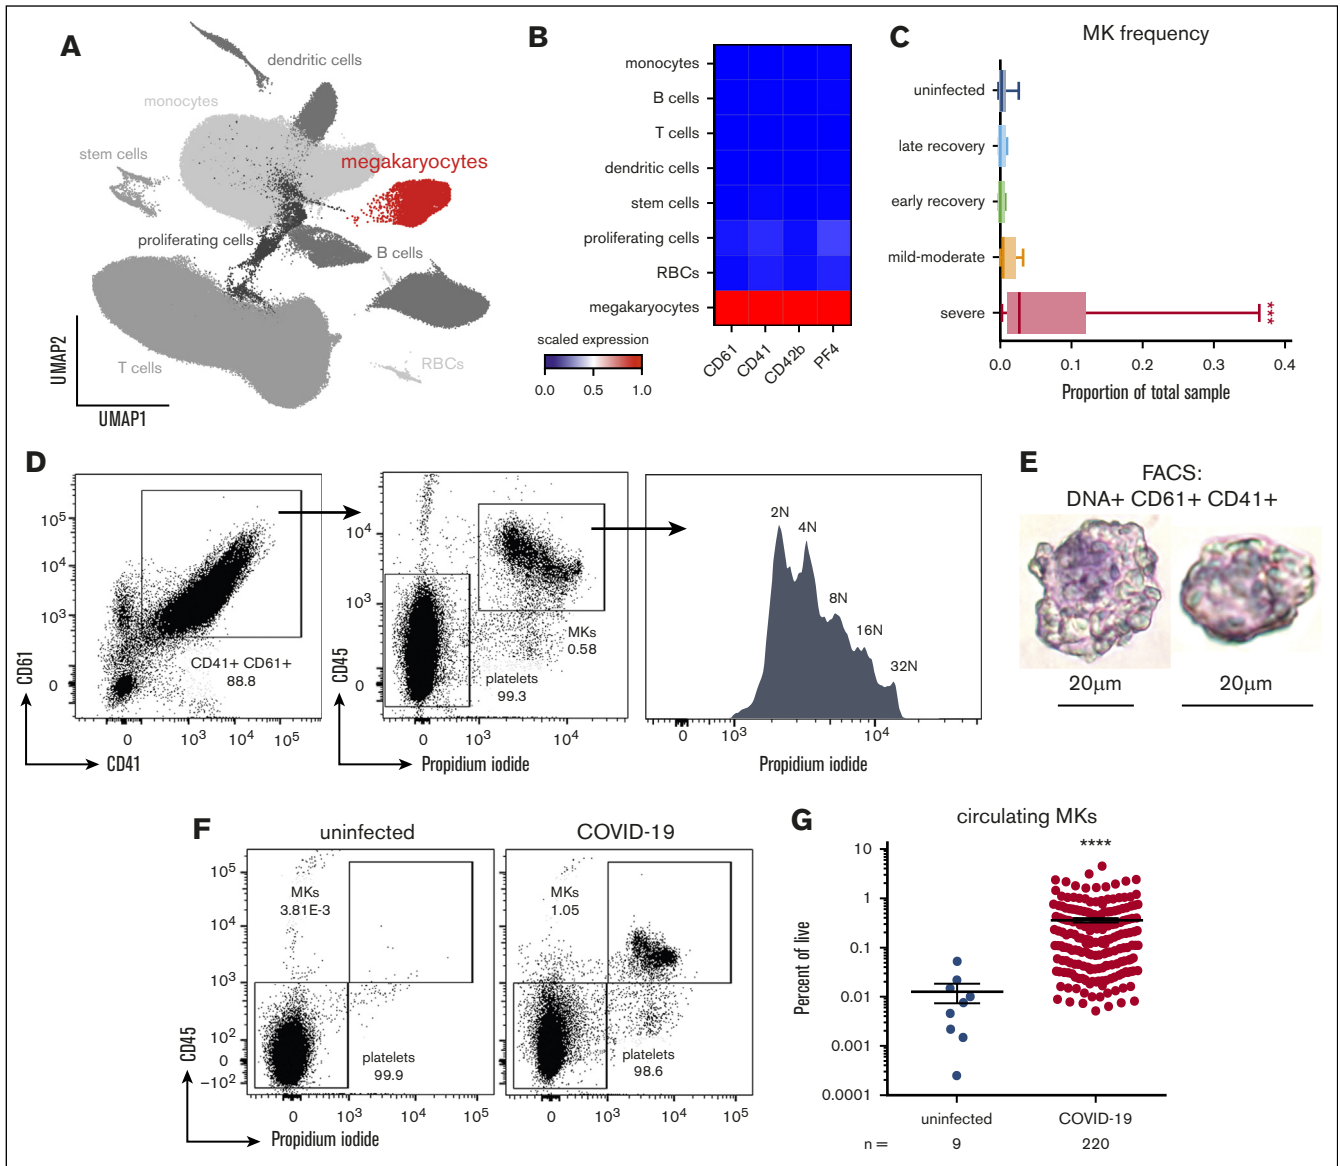 A
dendritic cells
monocytes
stem cells
megakaryocytes
proliferating cells
B cells
T cells
RBCs
UMAP2
UMAP1
B
monocytes
B cells
T cells
dendritic cells
stem cells
proliferating cells
RBCs
megakaryocytes
scaled expression
0.0 0.5 1.0
CD61 CD41 CD42b PF4
C
MK frequency
uninfected
late recovery
early recovery
mild-moderate
severe
***
0.0 0.1 0.2 0.3 0.4
Proportion of total sample
D
10⁵
10⁴
10³
0
CD61
CD41+ CD61+
88.8
0 10³ 10⁴ 10⁵
CD41
10⁴
10³
0
CD45
MKs
0.58
platelets
99.3
0 10³ 10⁴
Propidium iodide
2N
4N
8N
16N
32N
0 10³ 10⁴
Propidium iodide
E
FACS:
DNA+ CD61+ CD41+
20μm 20μm
F
uninfected
COVID-19
10⁵
10⁴
10³
10²
0
−10²
CD45
MKs
3.81E-3
platelets
99.9
0 10³ 10⁴ 10⁵
Propidium iodide
MKs
1.05
platelets
98.6
0 10³ 10⁴ 10⁵
G
circulating MKs
****
10
1
0.1
0.01
0.001
0.0001
Percent of live
uninfected COVID-19
n = 9 220